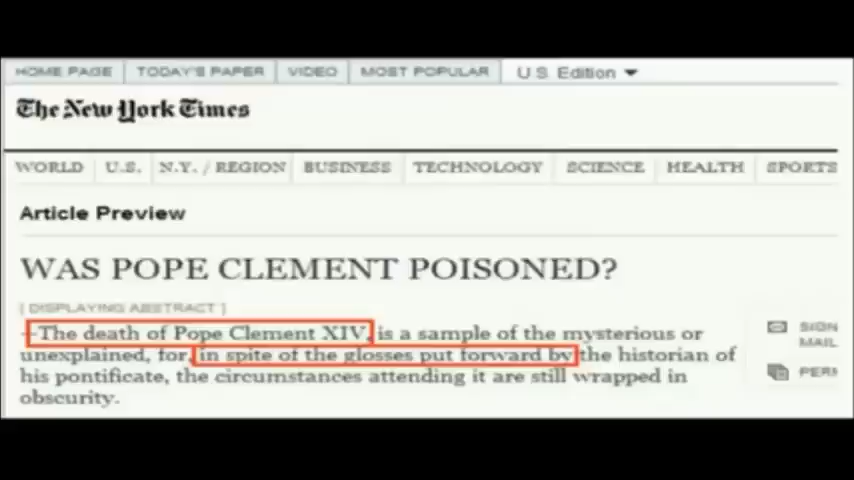 HOME PAGE TODAY'S PAPER VIDEO MOST POPULAR U.S. Edition
The New York Times
WORLD U.S. N.Y. / REGION BUSINESS TECHNOLOGY SCIENCE HEALTH SPORTS
Article Preview
WAS POPE CLEMENT POISONED?
[ DISPLAYING ABSTRACT ]
--The death of Pope Clement XIV, is a sample of the mysterious or
unexplained, for, in spite of the glosses put forward by the historian of
his pontificate, the circumstances attending it are still wrapped in
obscurity.
SIGN
MAIL
PERM